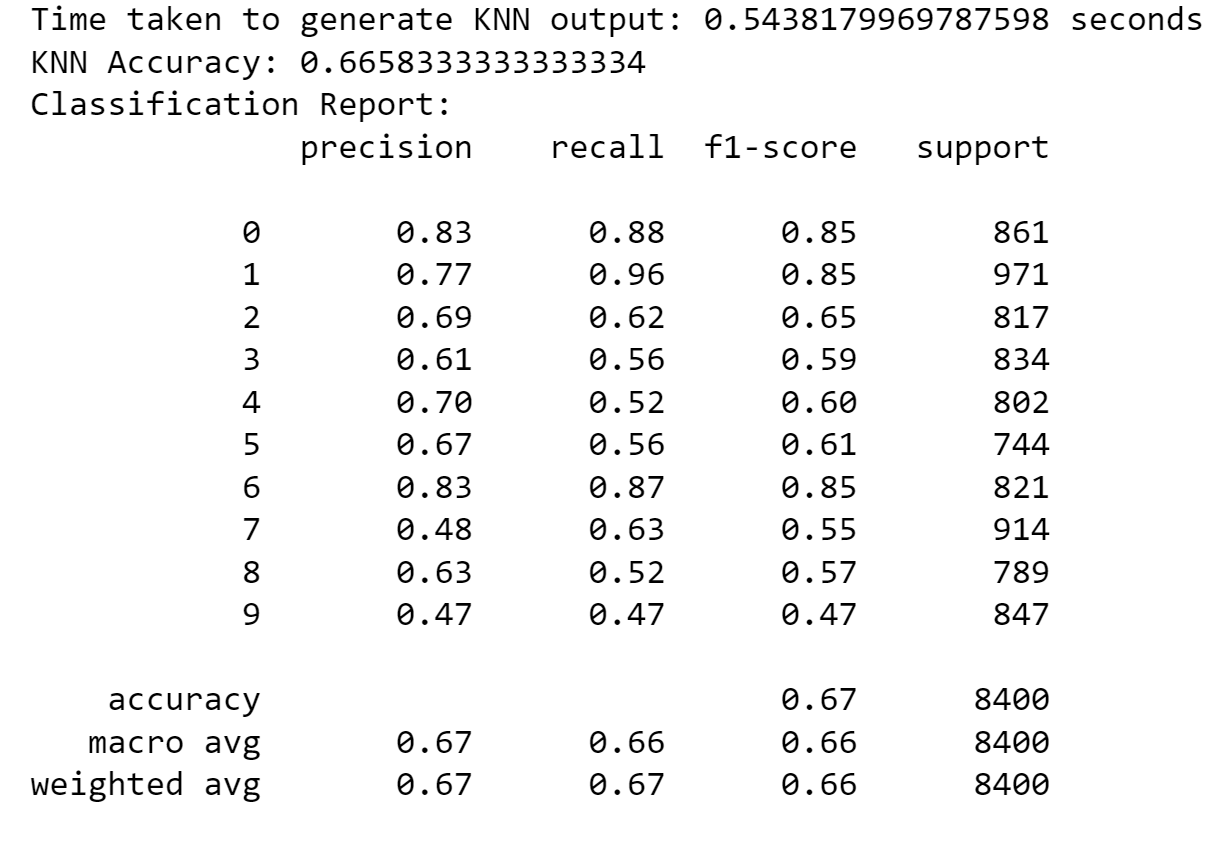 Time taken to generate KNN output: 0.5438179969787598 seconds
KNN Accuracy: 0.6658333333333334
Classification Report:
precision recall f1-score support
0 0.83 0.88 0.85 861
1 0.77 0.96 0.85 971
2 0.69 0.62 0.65 817
3 0.61 0.56 0.59 834
4 0.70 0.52 0.60 802
5 0.67 0.56 0.61 744
6 0.83 0.87 0.85 821
7 0.48 0.63 0.55 914
8 0.63 0.52 0.57 789
9 0.47 0.47 0.47 847
accuracy 0.67 8400
macro avg 0.67 0.66 0.66 8400
weighted avg 0.67 0.67 0.66 8400